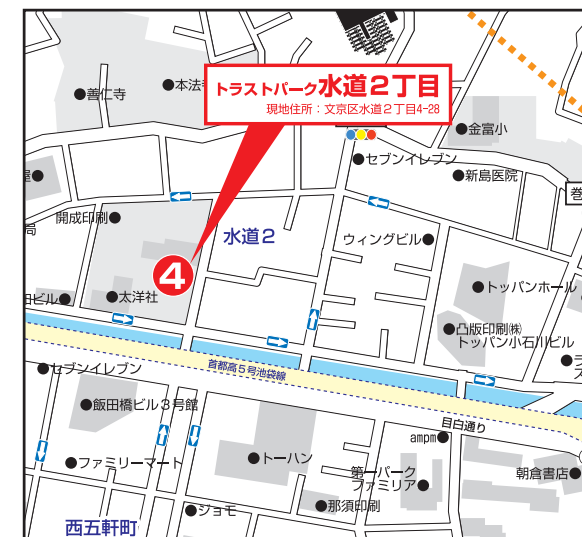 トラストパーク水道2丁目
現地住所：文京区水道2丁目4-28
善仁寺
本法
金富小
セブンイレブン
新島医院
巻
開成印刷
局
水道2
ウィングビル
4
太洋社
ビル
トッパンホール
凸版印刷㈱
トッパン小石川ビル
セブンイレブン
首都高5号池袋線
飯田橋ビル3号館
目白通り
ampm
ファミリーマート
トーハン
第一パーク
ファミリア
朝倉書店
ジョモ
那須印刷
西五軒町